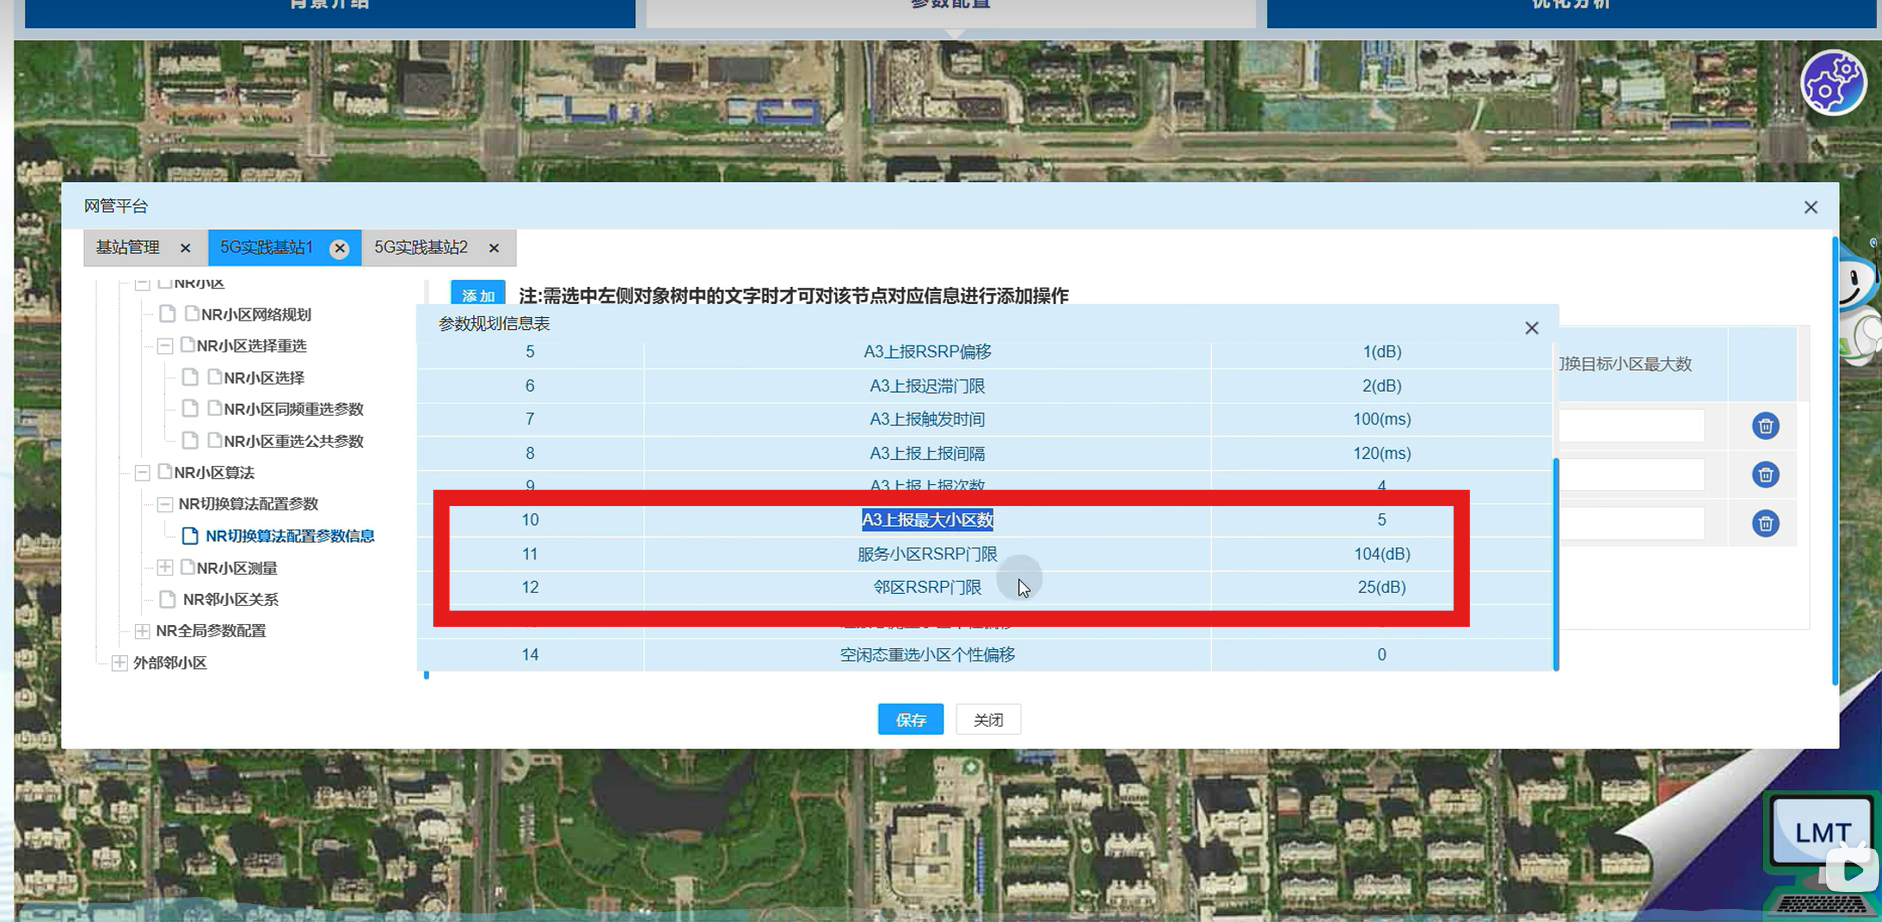 背景介绍
参数配置
优化分析
网管平台
基站管理
5G实践基站1
5G实践基站2
NR小区
NR小区网络规划
NR小区选择重选
NR小区选择
NR小区同频重选参数
NR小区重选公共参数
NR小区算法
NR切换算法配置参数
NR切换算法配置参数信息
NR小区测量
NR邻小区关系
NR全局参数配置
外部邻小区
添加 注:需选中左侧对象树中的文字时才可对该节点对应信息进行添加操作
参数规划信息表
切换目标小区最大数
5 A3上报RSRP偏移 1(dB)
6 A3上报迟滞门限 2(dB)
7 A3上报触发时间 100(ms)
8 A3上报上报间隔 120(ms)
9 A3上报上报次数 4
10 A3上报最大小区数 5
11 服务小区RSRP门限 104(dB)
12 邻区RSRP门限 25(dB)
14 空闲态重选小区个性偏移 0
保存 关闭
LMT